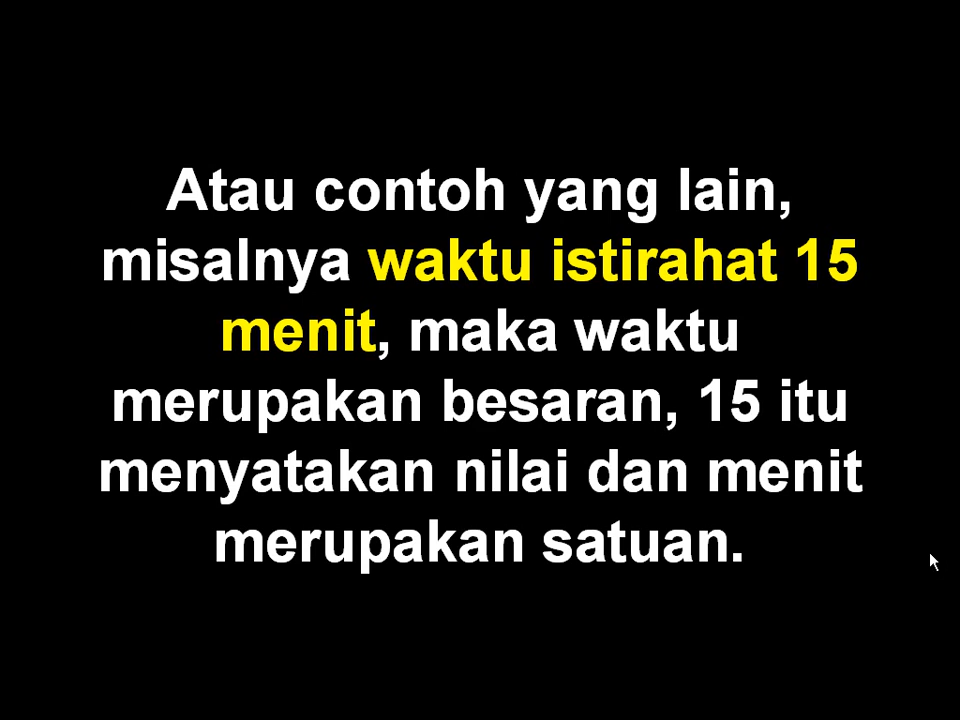 Atau contoh yang lain,
misalnya waktu istirahat 15
menit, maka waktu
merupakan besaran, 15 itu
menyatakan nilai dan menit
merupakan satuan.